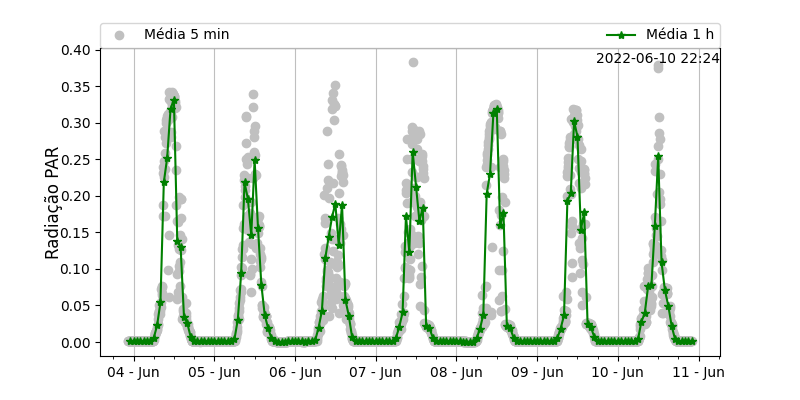 Média 5 min
Média 1 h
2022-06-10 22:24
Radiação PAR
0.40
0.35
0.30
0.25
0.20
0.15
0.10
0.05
0.00
04 - Jun
05 - Jun
06 - Jun
07 - Jun
08 - Jun
09 - Jun
10 - Jun
11 - Jun